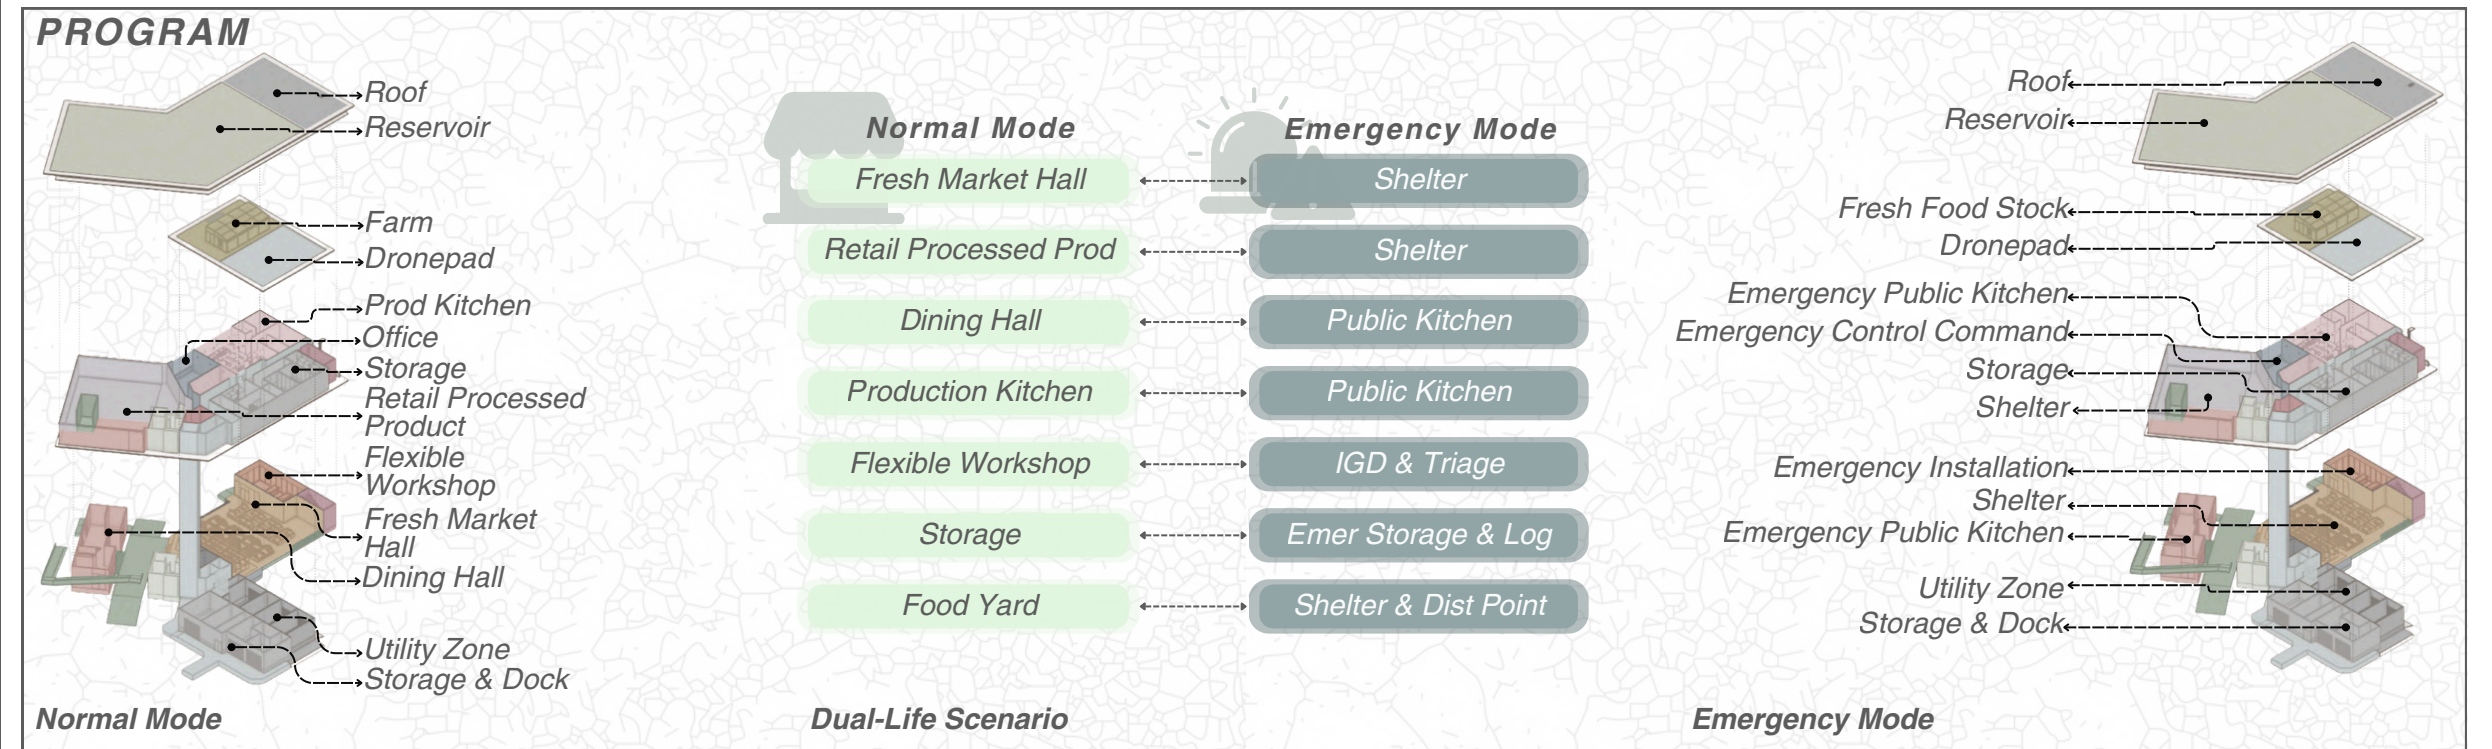 PROGRAM
Roof
Reservoir
Farm
Dronepad
Prod Kitchen
Office
Storage
Retail Processed
Product
Flexible
Workshop
Fresh Market
Hall
Dining Hall
Utility Zone
Storage & Dock
Normal Mode
Normal Mode
Emergency Mode
Fresh Market Hall
Shelter
Retail Processed Prod
Shelter
Dining Hall
Public Kitchen
Production Kitchen
Public Kitchen
Flexible Workshop
IGD & Triage
Storage
Emer Storage & Log
Food Yard
Shelter & Dist Point
Dual-Life Scenario
Roof
Reservoir
Fresh Food Stock
Dronepad
Emergency Public Kitchen
Emergency Control Command
Storage
Shelter
Emergency Installation
Shelter
Emergency Public Kitchen
Utility Zone
Storage & Dock
Emergency Mode